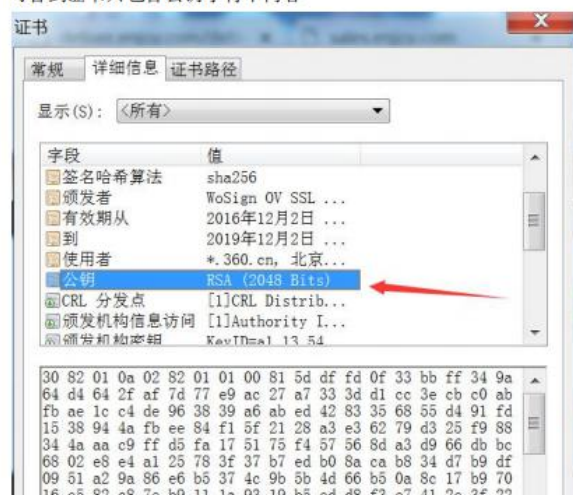 证书
常规 详细信息 证书路径
显示(S): <所有>
字段 值
签名哈希算法 sha256
颁发者 WoSign OV SSL ...
有效期从 2016年12月2日 ...
到 2019年12月2日 ...
使用者 *.360.cn, 北京...
公钥 RSA (2048 Bits)
CRL 分发点 [1]CRL Distrib...
颁发机构信息访问 [1]Authority I...
颁发机构密钥 KeyID=a1 13 54
30 82 01 0a 02 82 01 01 00 81 5d df fd 0f 33 bb ff 34 9a
64 d4 64 2f af 7d 77 e9 ac 27 a7 33 3d d1 cc 3e cb c0 ab
fb ae 1c c4 de 96 38 39 a6 ab ed 42 83 35 68 55 d4 91 fd
15 38 94 4a fb ee 84 f1 5f 21 28 a3 e3 62 79 d3 25 f9 88
34 4a aa c9 ff d5 fa 17 51 75 f4 57 56 8d a3 d9 66 db bc
68 02 e8 e4 a1 25 78 3f 37 b7 ed b0 8a ca b8 34 d7 b9 df
09 51 a2 9a 86 e6 b5 37 4c 9b 5b 4d 66 b5 0a 8c 17 b9 70